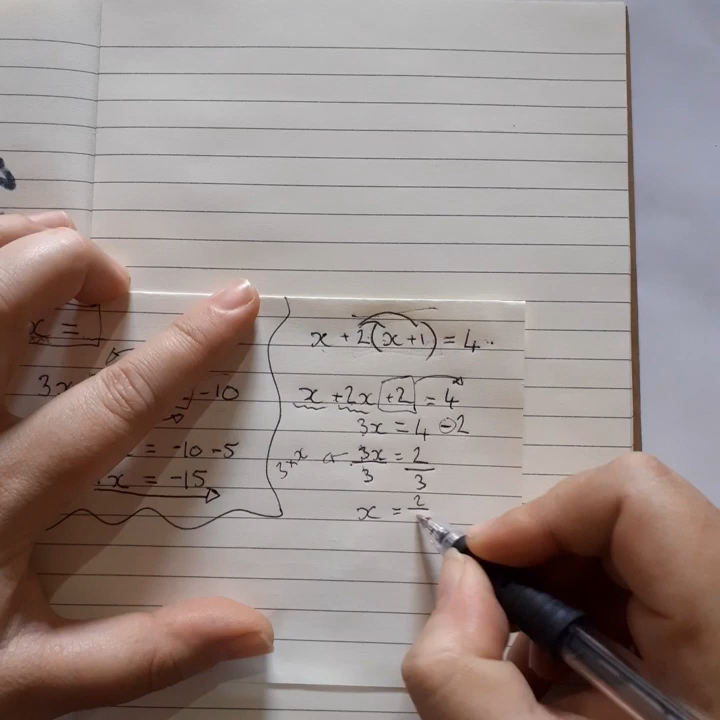 x =
3x -10
= -10 -5
x = -15
x + 2(x+1) = 4
x + 2x +2 = 4
3x = 4 - 2
3×x ← 3x/3 = 2/3
x = 2